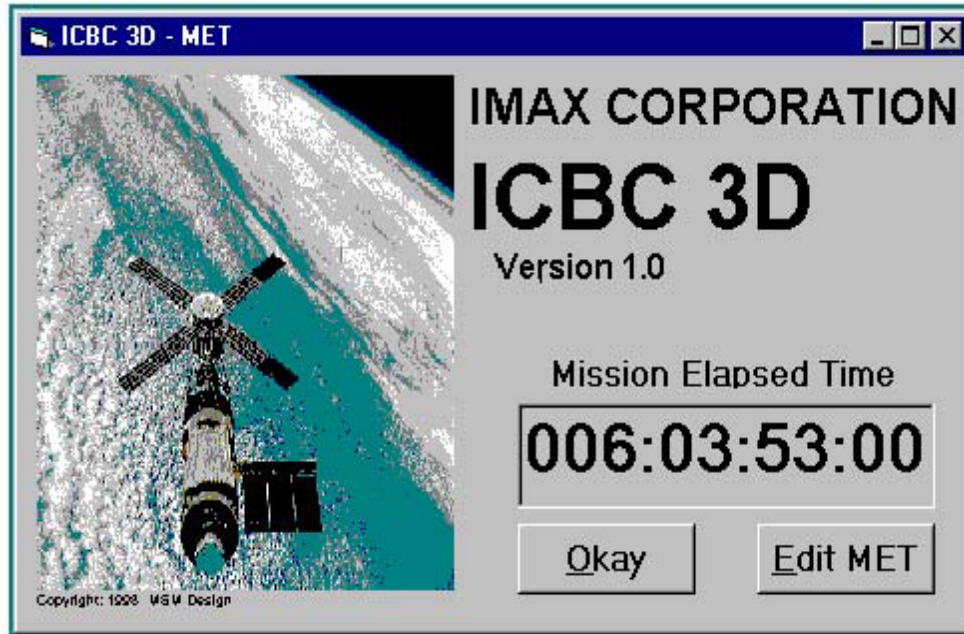 ICBC 3D - MET
IMAX CORPORATION
ICBC 3D
Version 1.0
Mission Elapsed Time
006:03:53:00
Okay
Edit MET
Copyright: 1998 MSM Design